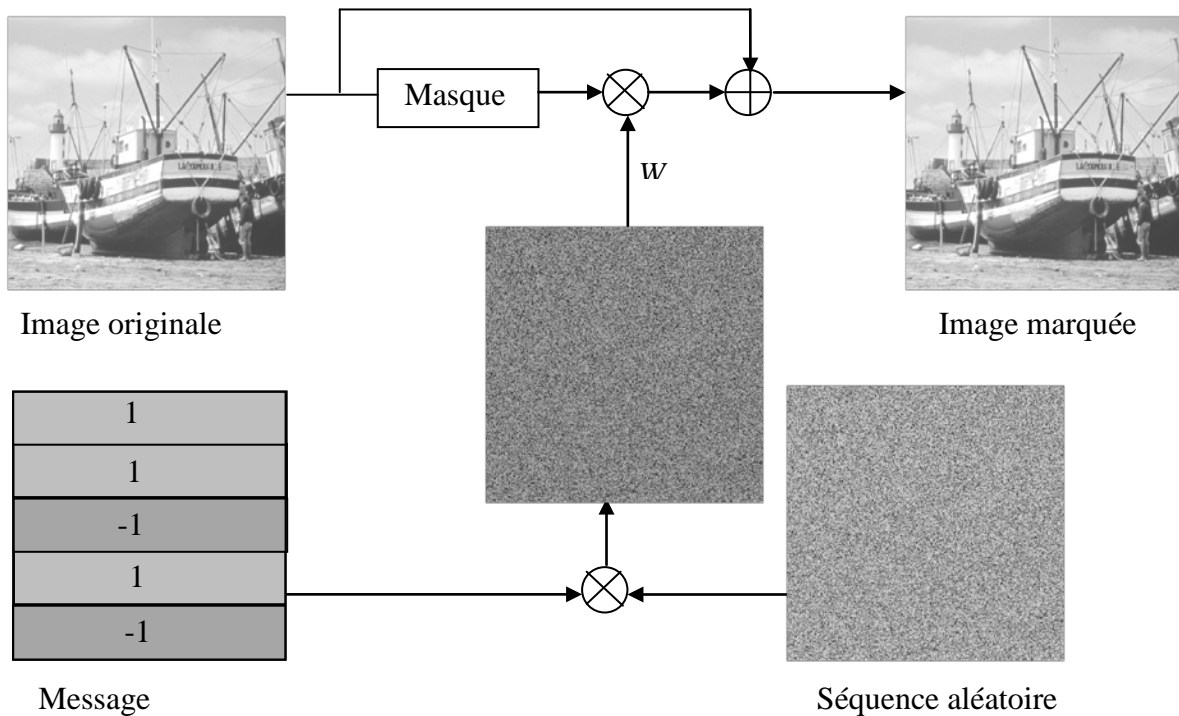 Masque
W
Image originale
Image marquée
1
1
-1
1
-1
Message
Séquence aléatoire